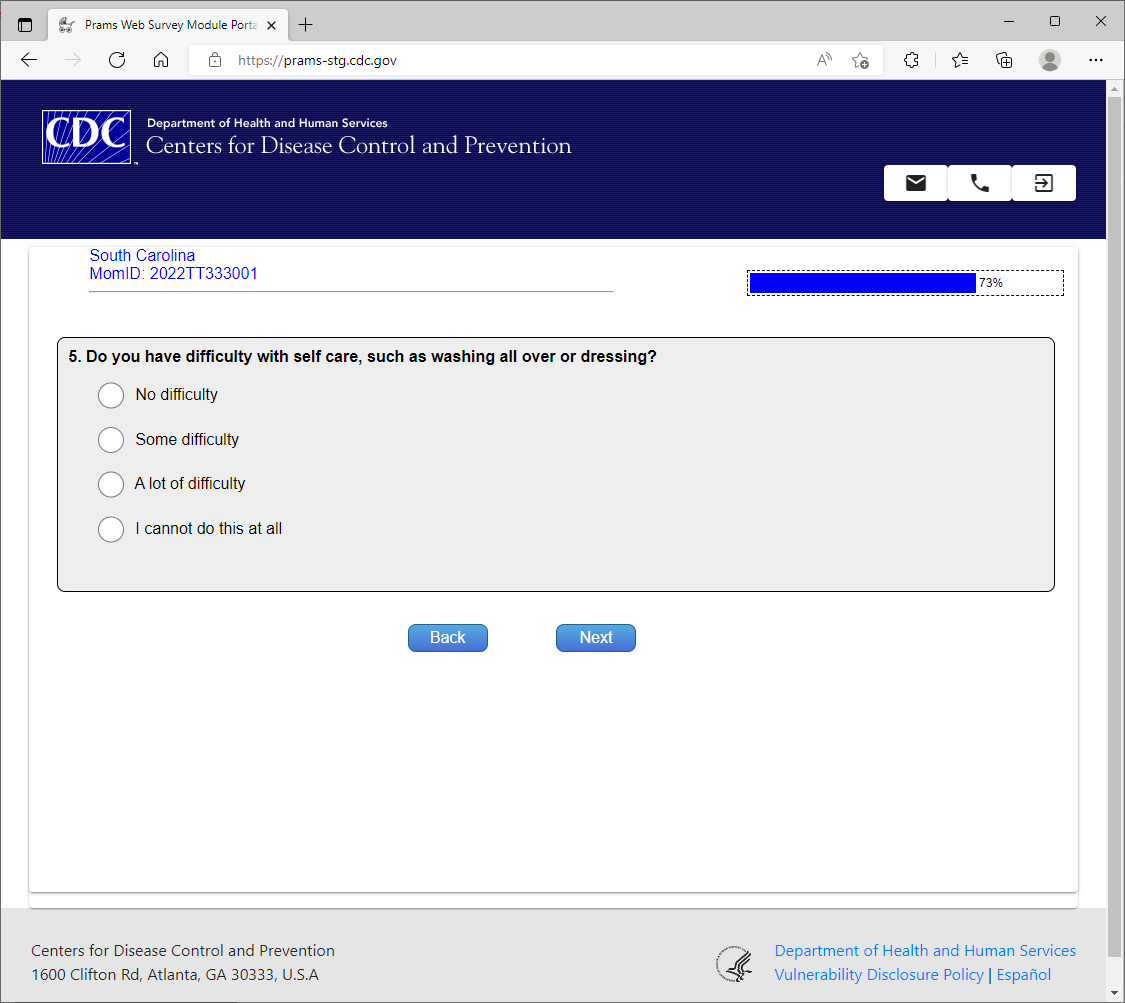 Prams Web Survey Module Porta
https://prams-stg.cdc.gov
CDC
Department of Health and Human Services
Centers for Disease Control and Prevention
South Carolina
MomID: 2022TT333001
73%
5. Do you have difficulty with self care, such as washing all over or dressing?
No difficulty
Some difficulty
A lot of difficulty
I cannot do this at all
Back
Next
Centers for Disease Control and Prevention
1600 Clifton Rd, Atlanta, GA 30333, U.S.A
Department of Health and Human Services
Vulnerability Disclosure Policy | Español